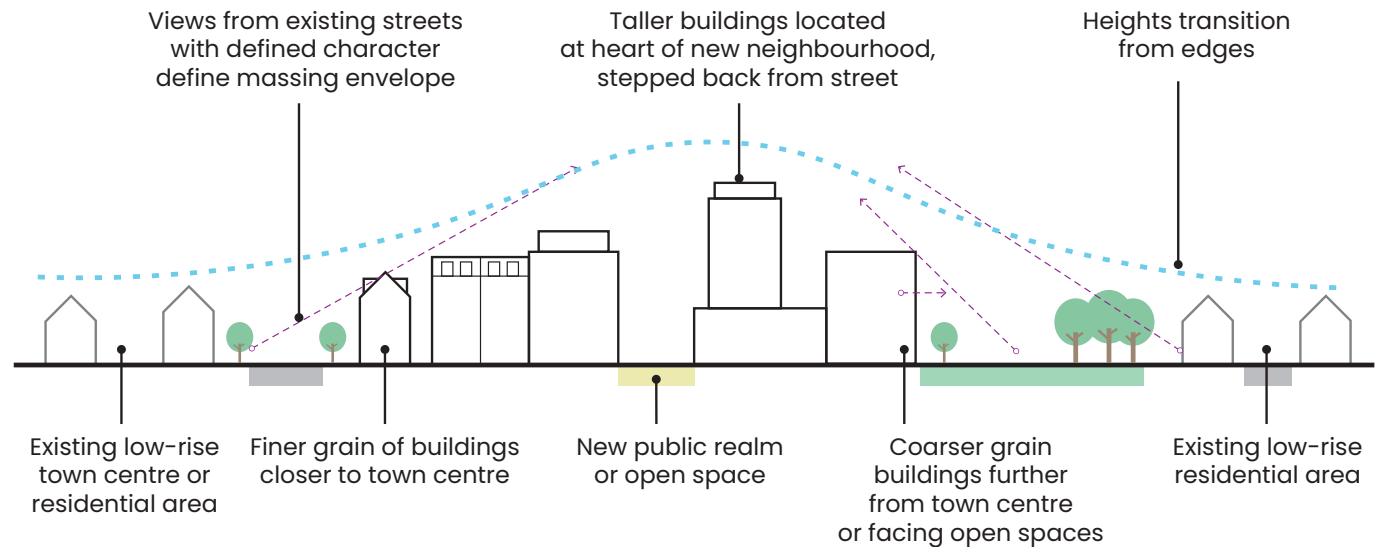 Views from existing streets
with defined character
define massing envelope
Taller buildings located
at heart of new neighbourhood,
stepped back from street
Heights transition
from edges
Existing low-rise
town centre or
residential area
Finer grain of buildings
closer to town centre
New public realm
or open space
Coarser grain
buildings further
from town centre
or facing open spaces
Existing low-rise
residential area